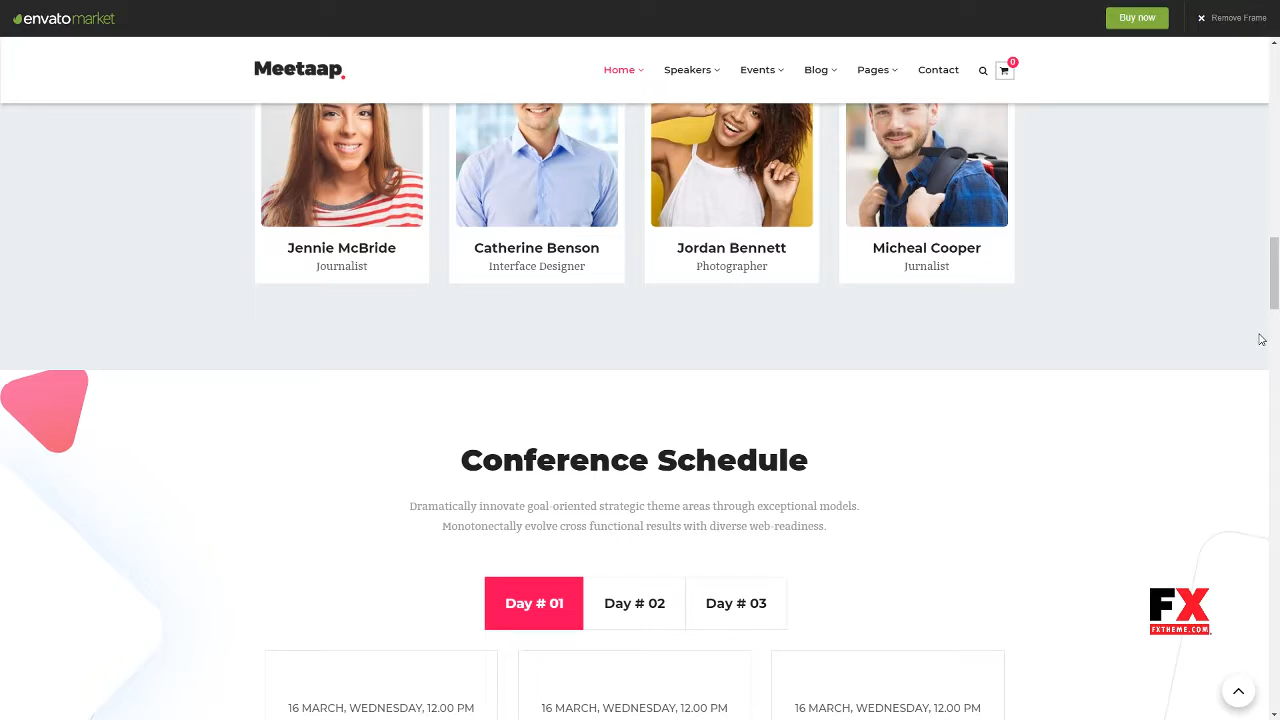 envatomarket
Buy now
Remove Frame
Meetaap.
Home
Speakers
Events
Blog
Pages
Contact
0
Jennie McBride
Journalist
Catherine Benson
Interface Designer
Jordan Bennett
Photographer
Micheal Cooper
Jurnalist
Conference Schedule
Dramatically innovate goal-oriented strategic theme areas through exceptional models.
Monotonectally evolve cross functional results with diverse web-readiness.
Day # 01
Day # 02
Day # 03
FX
FXTHEME.COM.
16 MARCH, WEDNESDAY, 12.00 PM
16 MARCH, WEDNESDAY, 12.00 PM
16 MARCH, WEDNESDAY, 12.00 PM